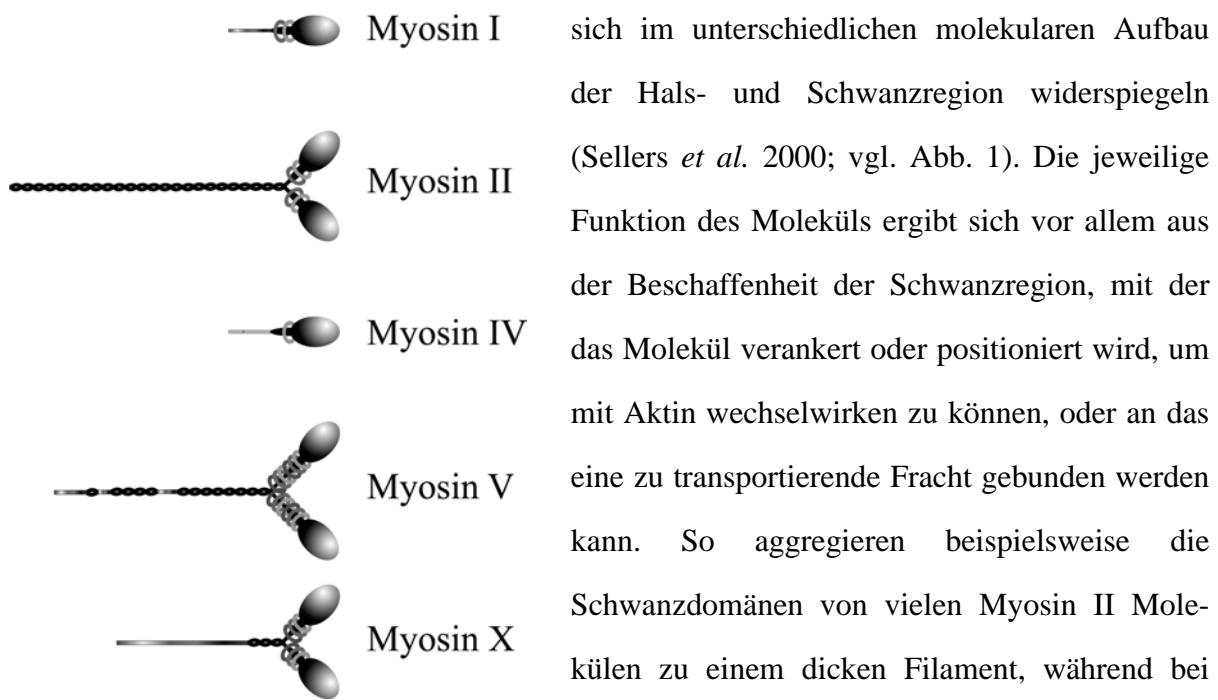 Myosin I
Myosin II
Myosin IV
Myosin V
Myosin X
sich im unterschiedlichen molekularen Aufbau
der Hals- und Schwanzregion widerspiegeln
(Sellers et al. 2000; vgl. Abb. 1). Die jeweilige
Funktion des Moleküls ergibt sich vor allem aus
der Beschaffenheit der Schwanzregion, mit der
das Molekül verankert oder positioniert wird, um
mit Aktin wechselwirken zu können, oder an das
eine zu transportierende Fracht gebunden werden
kann. So aggregieren beispielsweise die
Schwanzdomänen von vielen Myosin II Mole-
külen zu einem dicken Filament, während bei